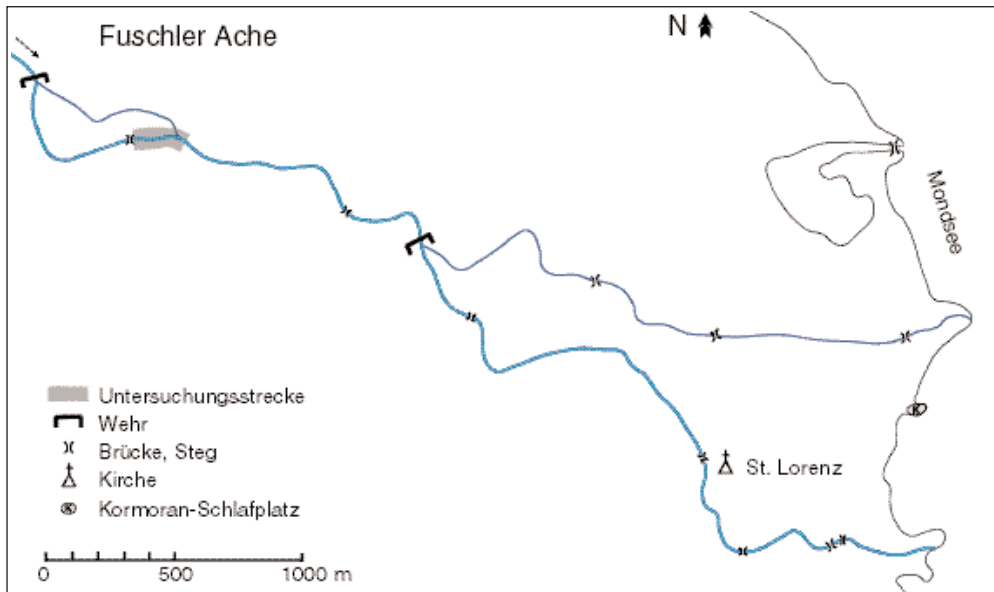 Fuschler Ache
N
Mondsee
Untersuchungsstrecke
Wehr
Brücke, Steg
Kirche
Kormoran-Schlafplatz
St. Lorenz
K
0 500 1000 m